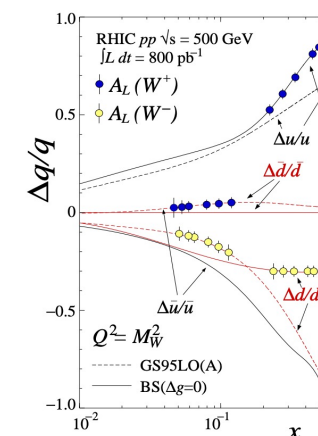 1.0
RHIC pp √s = 500 GeV
∫L dt = 800 pb⁻¹
A_L (W⁺)
A_L (W⁻)
0.5
Δu/u
Δd̄/d̄
Δq/q
0
Δū/ū
Δd/d
−0.5
Q²= M²_W
GS95LO(A)
BS(Δg=0)
-1.0
10⁻²
10⁻¹
x